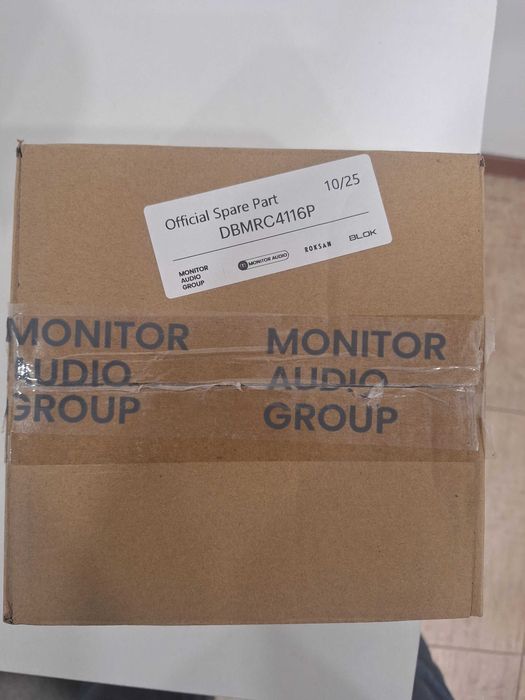 Official Spare Part 10/25
DBMRC4116P
MONITOR
AUDIO
GROUP
MONITOR AUDIO
ROKSAN
BLOK
MONITOR
AUDIO
GROUP
MONITOR
AUDIO
GROUP